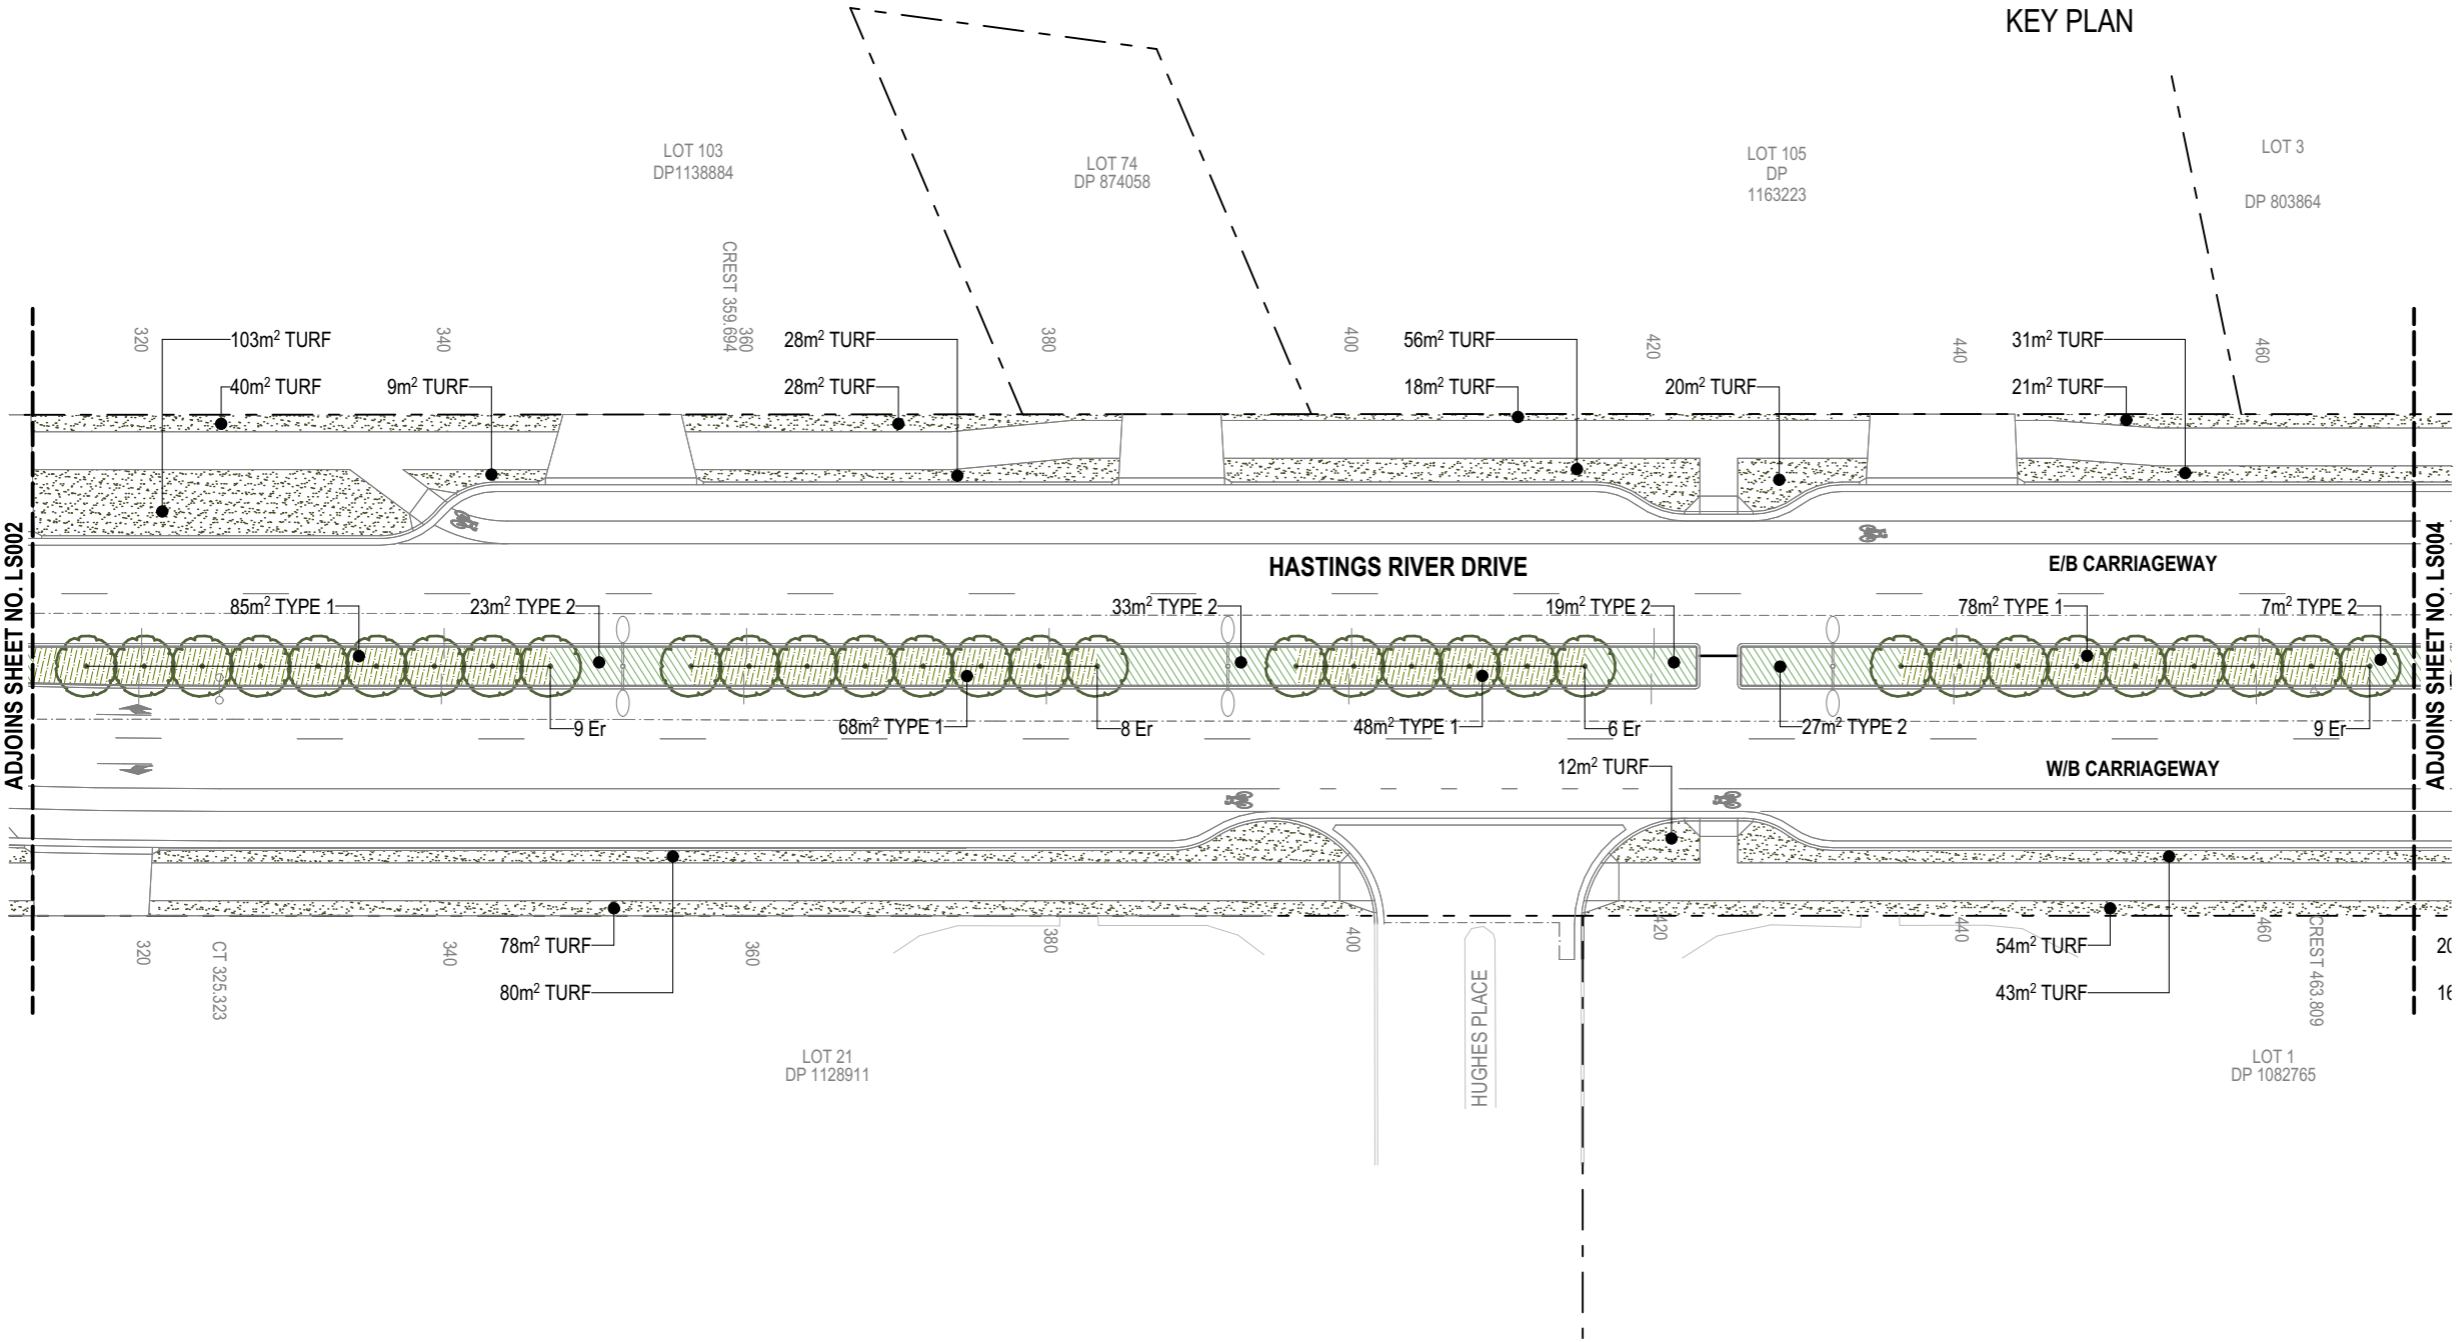 KEY PLAN
LOT 103
DP1138884
LOT 74
DP 874058
LOT 105
DP
1163223
LOT 3
DP 803864
CREST 359.694
320
340
360
380
400
420
440
460
103m² TURF
28m² TURF
56m² TURF
31m² TURF
40m² TURF
9m² TURF
28m² TURF
18m² TURF
20m² TURF
21m² TURF
ADJOINS SHEET NO. LS002
ADJOINS SHEET NO. LS004
HASTINGS RIVER DRIVE
E/B CARRIAGEWAY
85m² TYPE 1
23m² TYPE 2
33m² TYPE 2
19m² TYPE 2
78m² TYPE 1
7m² TYPE 2
9 Er
68m² TYPE 1
8 Er
48m² TYPE 1
6 Er
27m² TYPE 2
9 Er
12m² TURF
W/B CARRIAGEWAY
320
CT 325.323
340
360
380
400
420
440
460
CREST 463.809
78m² TURF
54m² TURF
80m² TURF
43m² TURF
HUGHES PLACE
LOT 21
DP 1128911
LOT 1
DP 1082765